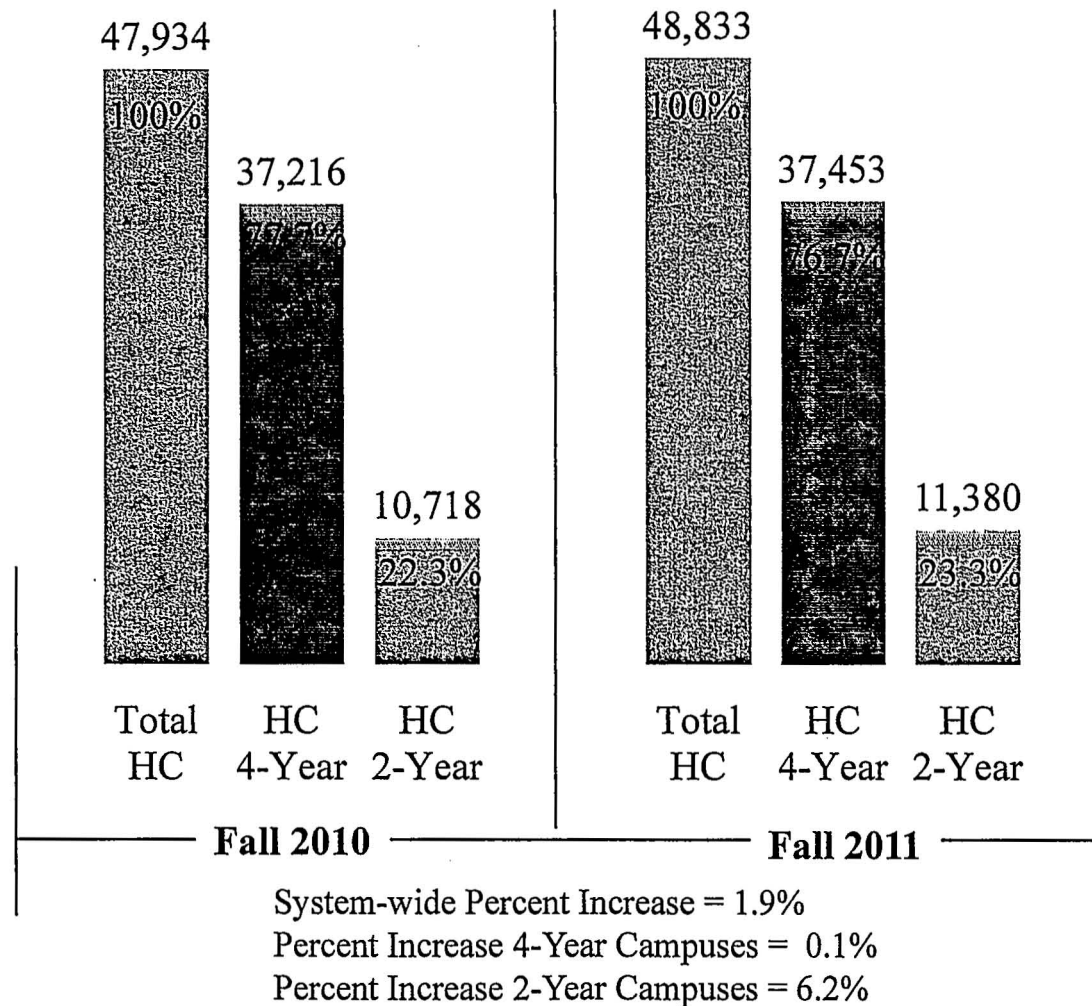 47,934
100%
37,216
77.7%
10,718
22.3%
Total HC
HC 4-Year
HC 2-Year
Fall 2010
48,833
100%
37,453
76.7%
11,380
23.3%
Total HC
HC 4-Year
HC 2-Year
Fall 2011
System-wide Percent Increase = 1.9%
Percent Increase 4-Year Campuses = 0.1%
Percent Increase 2-Year Campuses = 6.2%